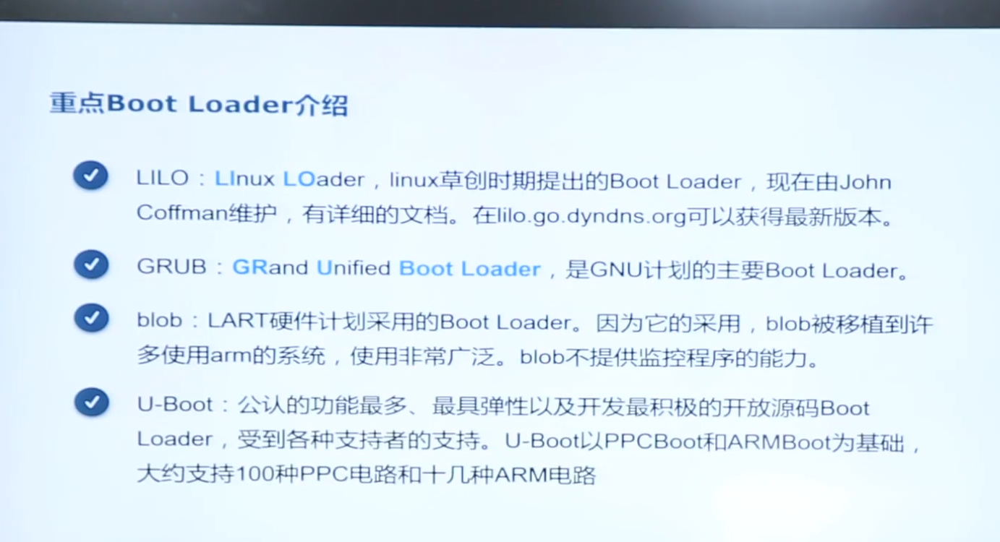 重点Boot Loader介绍
LILO：LInux LOader，linux草创时期提出的Boot Loader，现在由John
Coffman维护，有详细的文档。在lilo.go.dyndns.org可以获得最新版本。
GRUB：GRand Unified Boot Loader，是GNU计划的主要Boot Loader。
blob：LART硬件计划采用的Boot Loader。因为它的采用，blob被移植到许
多使用arm的系统，使用非常广泛。blob不提供监控程序的能力。
U-Boot：公认的功能最多、最具弹性以及开发最积极的开放源码Boot
Loader，受到各种支持者的支持。U-Boot以PPCBoot和ARMBoot为基础，
大约支持100种PPC电路和十几种ARM电路